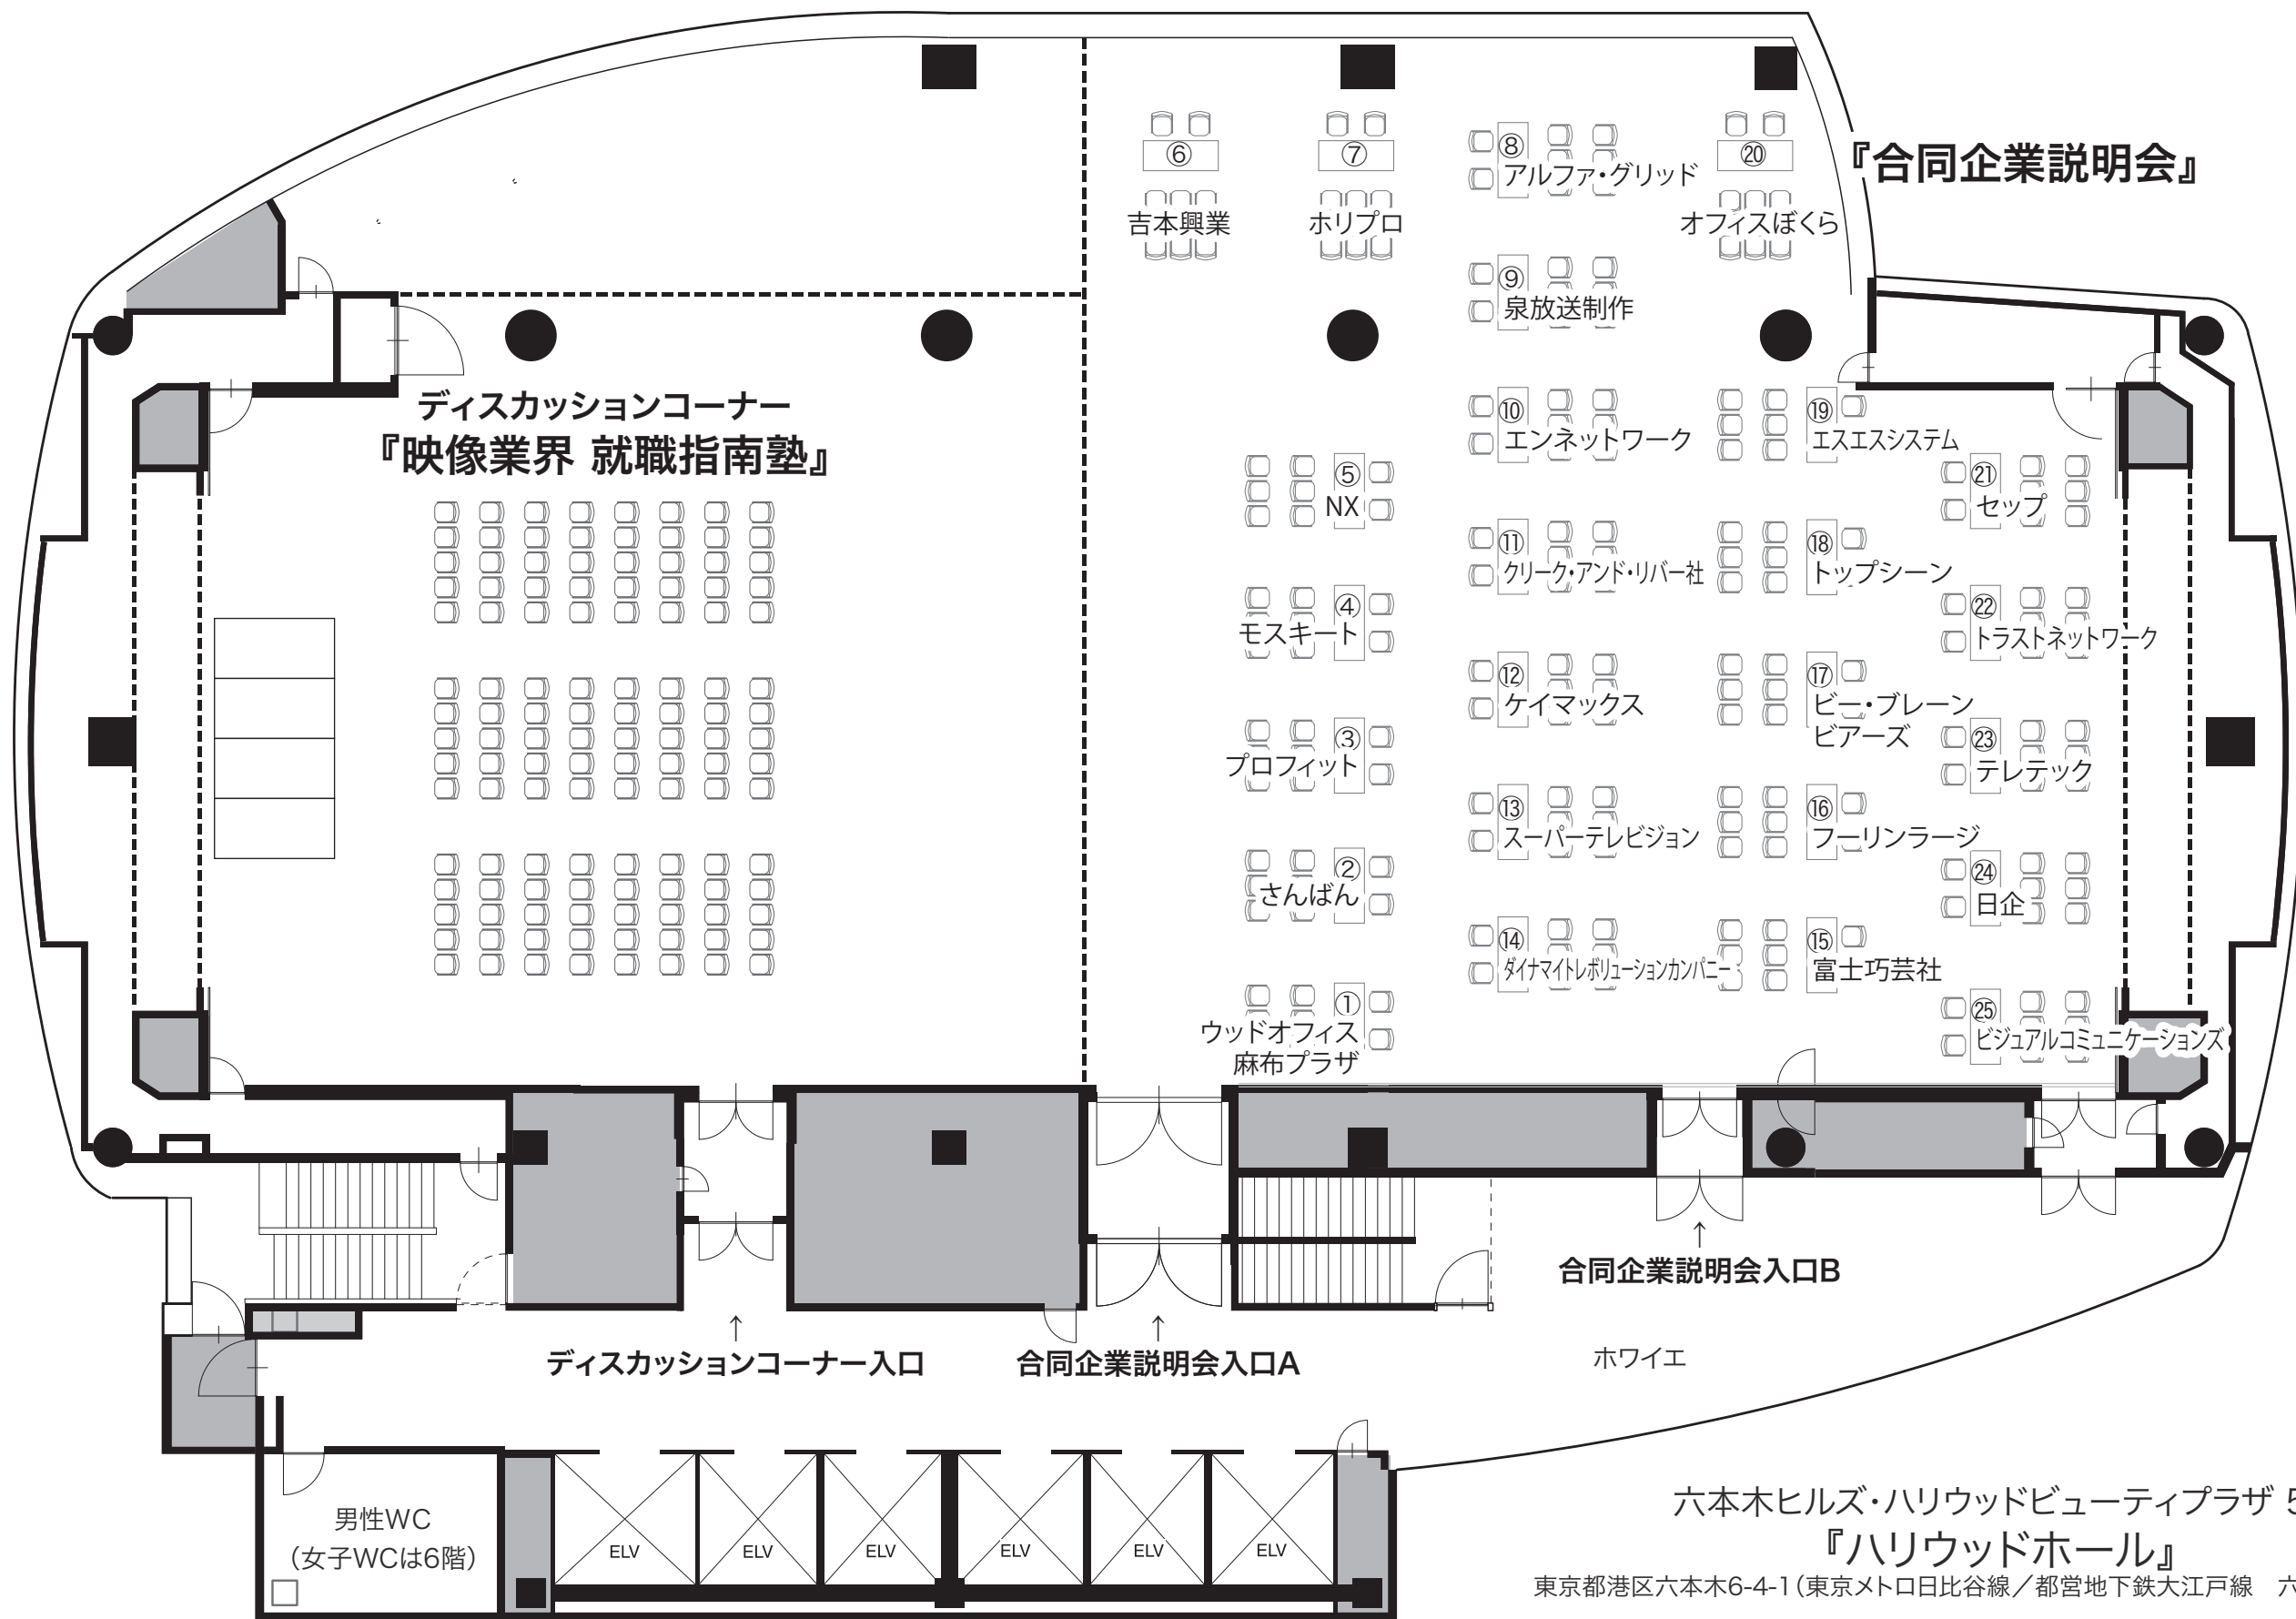 『合同企業説明会』
⑥
吉本興業
⑦
ホリプロ
⑧
アルファ・グリッド
⑳
オフィスぼくら
⑨
泉放送制作
ディスカッションコーナー
『映像業界 就職指南塾』
⑩
エンネットワーク
⑲
エスエスシステム
⑤
NX
㉑
セップ
⑪
クリーク・アンド・リバー社
⑱
トップシーン
④
モスキート
㉒
トラストネットワーク
⑫
ケイマックス
⑰
ビー・ブレーン
ビアーズ
③
プロフィット
㉓
テレテック
⑬
スーパーテレビジョン
⑯
フーリンラージ
②
さんばん
㉔
日企
⑭
ダイナマイトレボリューションカンパニー
⑮
富士巧芸社
①
ウッドオフィス
麻布プラザ
㉕
ビジュアルコミュニケーションズ
↑
合同企業説明会入口B
↑
ディスカッションコーナー入口
↑
合同企業説明会入口A
ホワイエ
男性WC
（女子WCは6階）
ELV
ELV
ELV
ELV
ELV
ELV
六本木ヒルズ・ハリウッドビューティプラザ 5
『ハリウッドホール』
東京都港区六本木6-4-1（東京メトロ日比谷線／都営地下鉄大江戸線　六